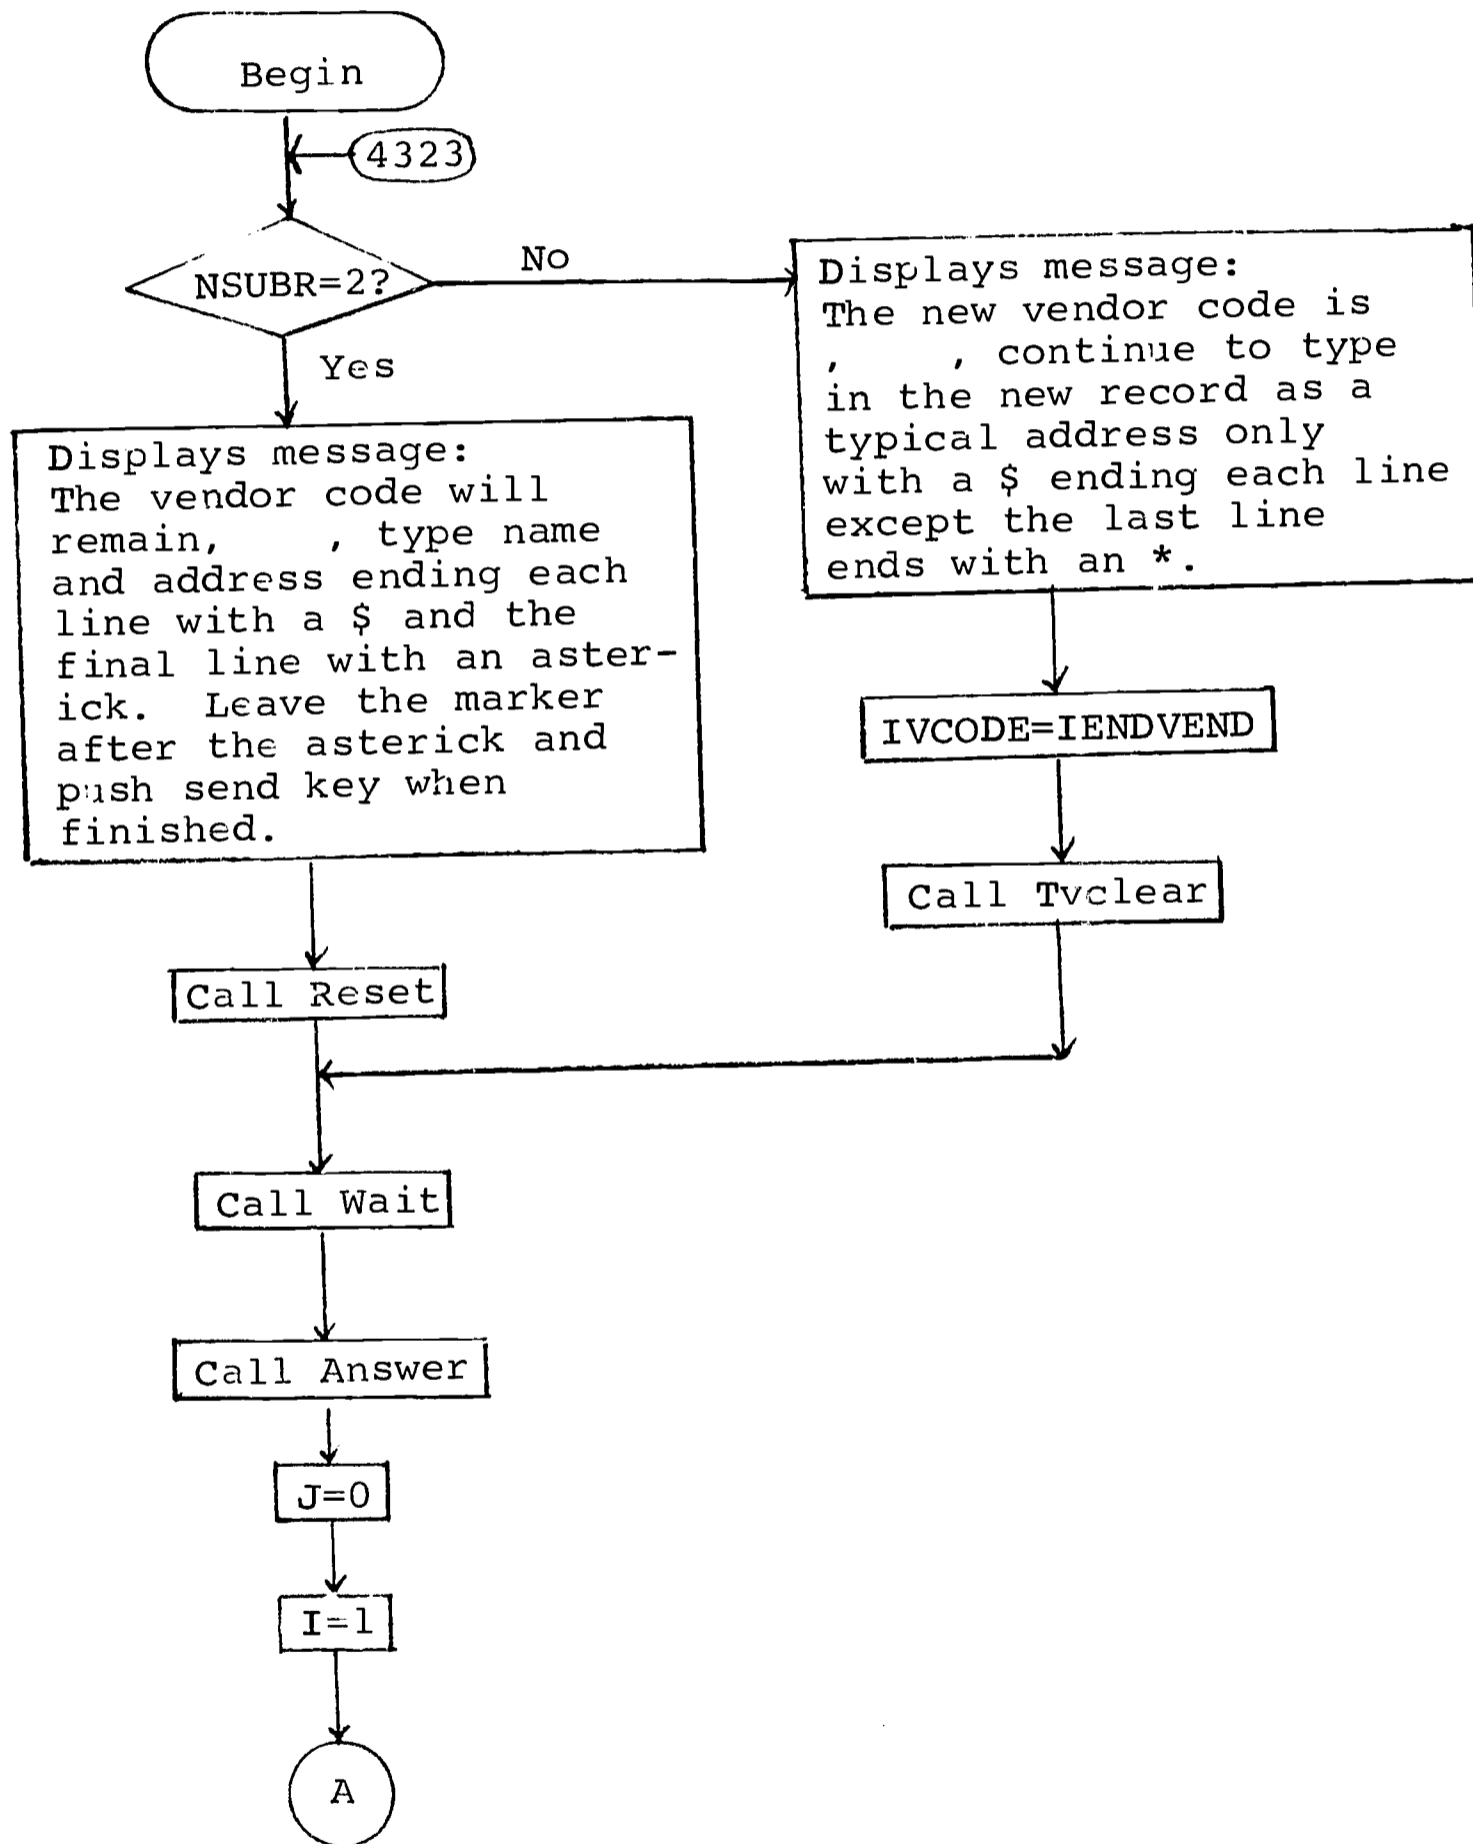 Begin
4323
NSUBR=2?
No
Yes
Displays message:
The new vendor code is
,    , continue to type
in the new record as a
typical address only
with a $ ending each line
except the last line
ends with an *.
Displays message:
The vendor code will
remain,    , type name
and address ending each
line with a $ and the
final line with an aster-
ick.  Leave the marker
after the asterick and
push send key when
finished.
IVCODE=IENDVEND
Call Tvclear
Call Reset
Call Wait
Call Answer
J=0
I=1
A